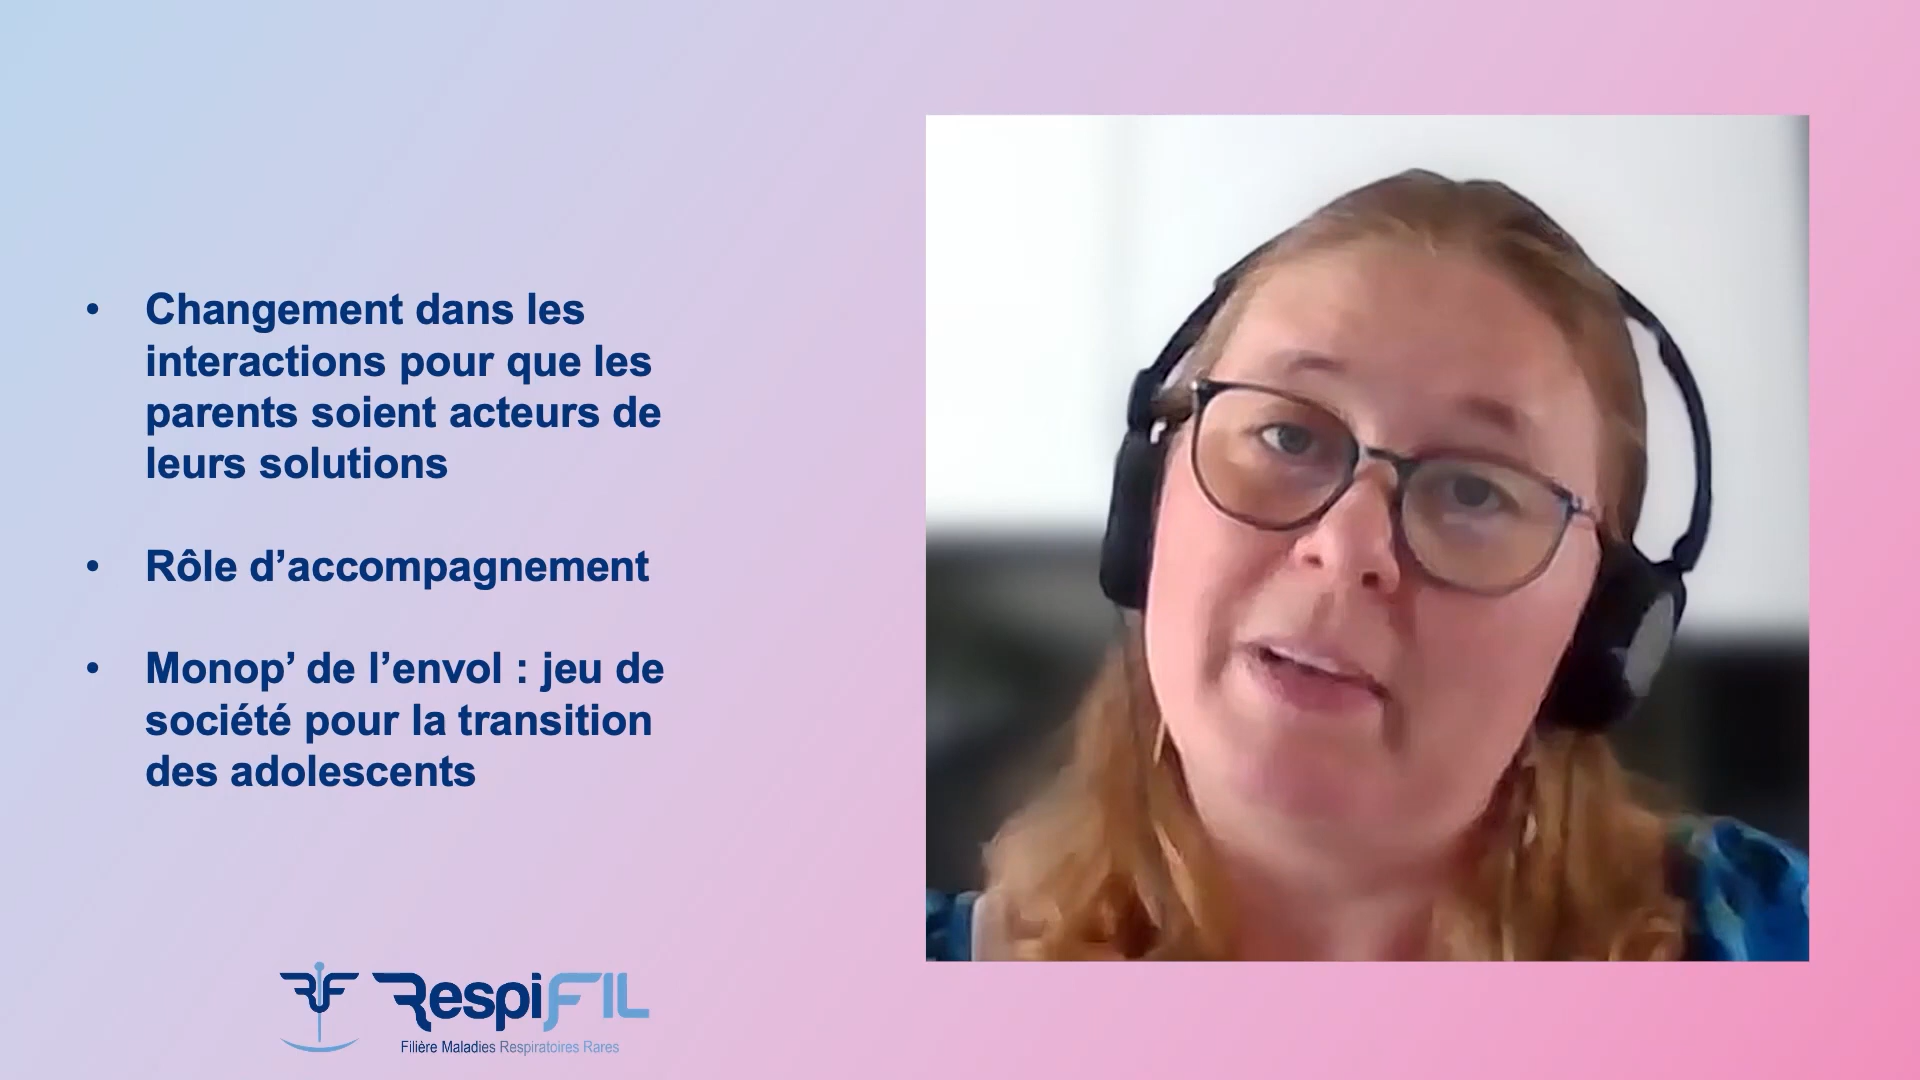 • Changement dans les
interactions pour que les
parents soient acteurs de
leurs solutions
• Rôle d’accompagnement
• Monop’ de l’envol : jeu de
société pour la transition
des adolescents
RespiFIL
Filière Maladies Respiratoires Rares